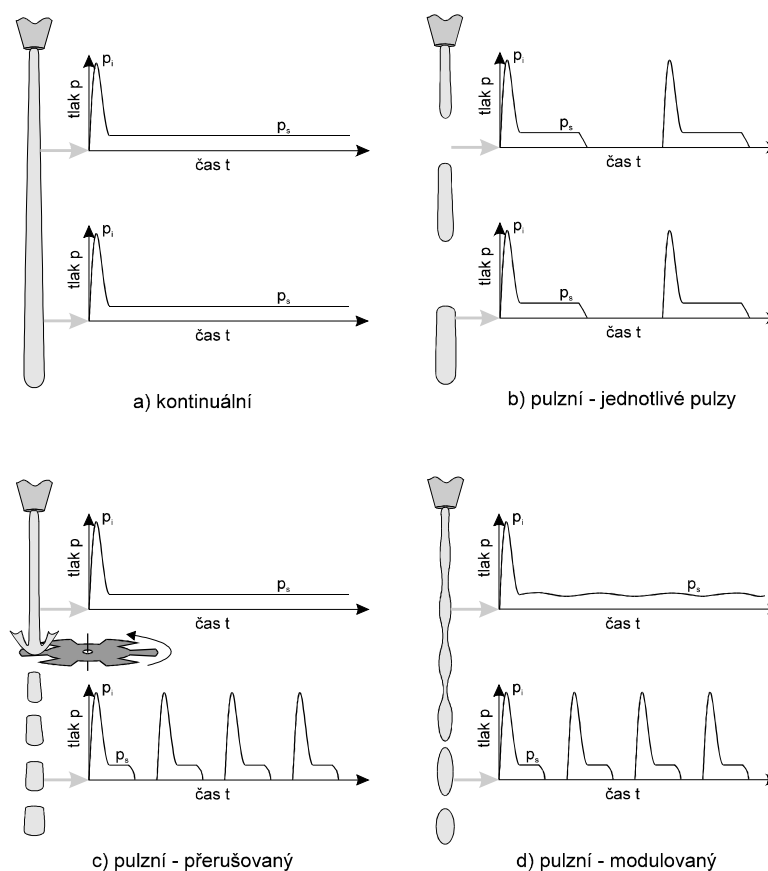 pᵢ
tlak p
pₛ
čas t
pᵢ
tlak p
pₛ
čas t
a) kontinuální
pᵢ
tlak p
pₛ
čas t
pᵢ
tlak p
pₛ
čas t
b) pulzní - jednotlivé pulzy
pᵢ
tlak p
pₛ
čas t
pᵢ
tlak p
pₛ
čas t
c) pulzní - přerušovaný
pᵢ
tlak p
pₛ
čas t
pᵢ
tlak p
pₛ
čas t
d) pulzní - modulovaný